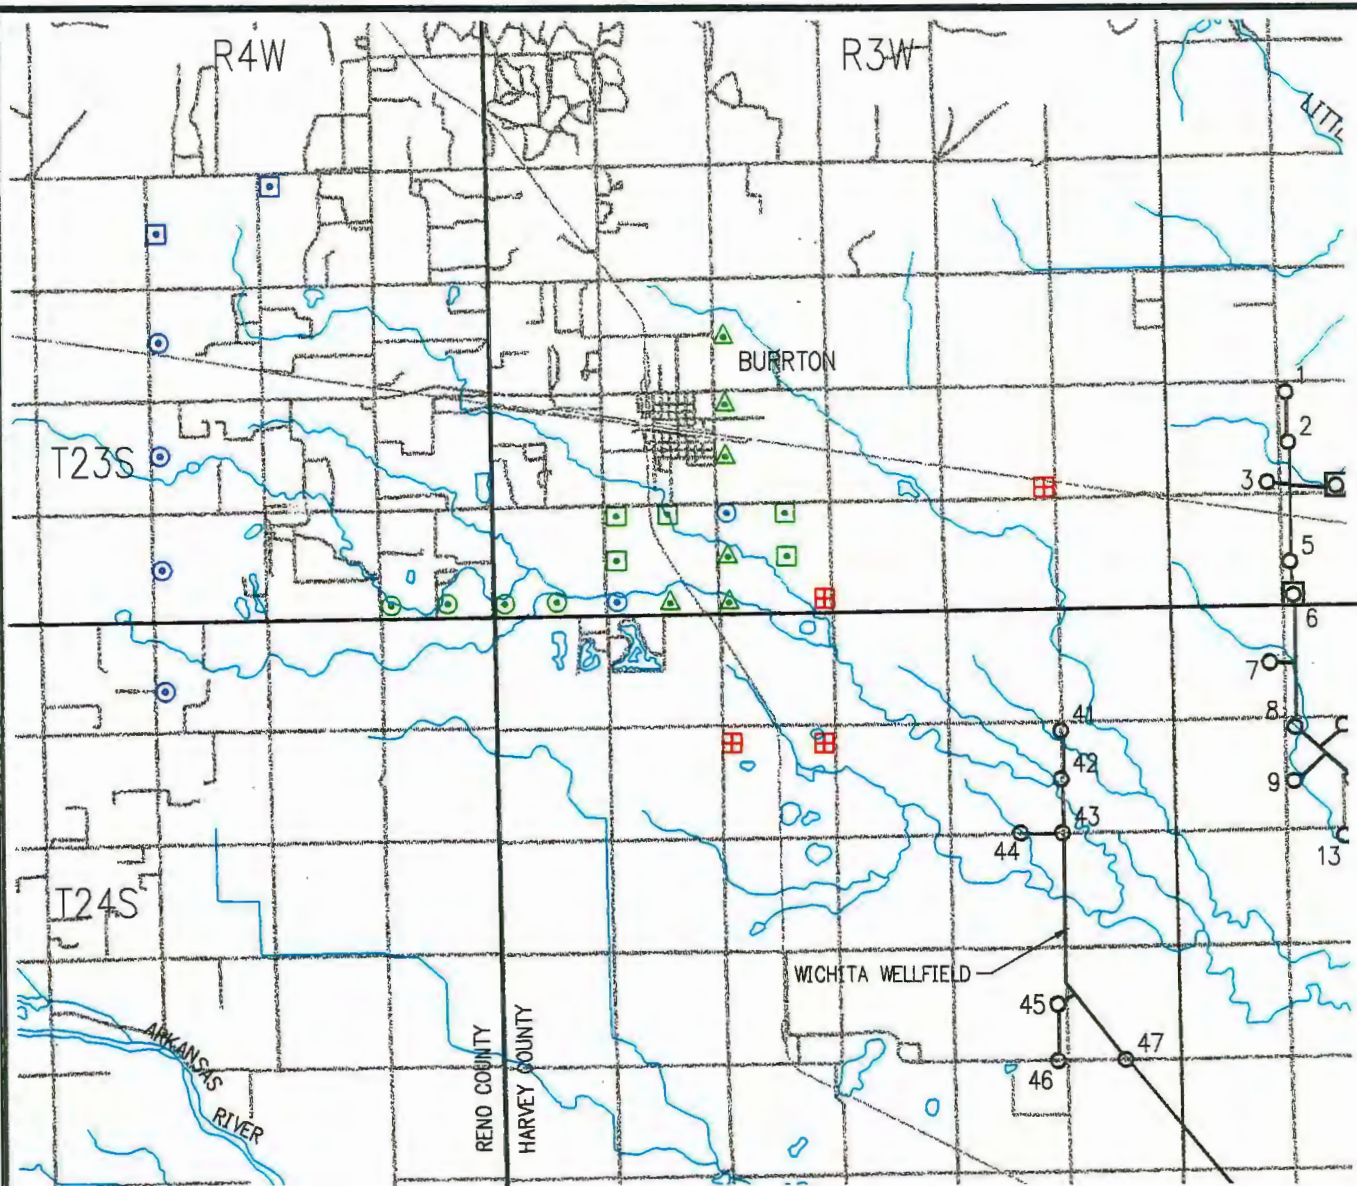 R4W
R3W
LITTL
BURRTON
1
2
T23S
3
5
6
7
8
41
42
9
43
44
13
T24S
WICHITA WELLFIELD
45
47
46
ARKANSAS
RIVER
RENO COUNTY
HARVEY COUNTY